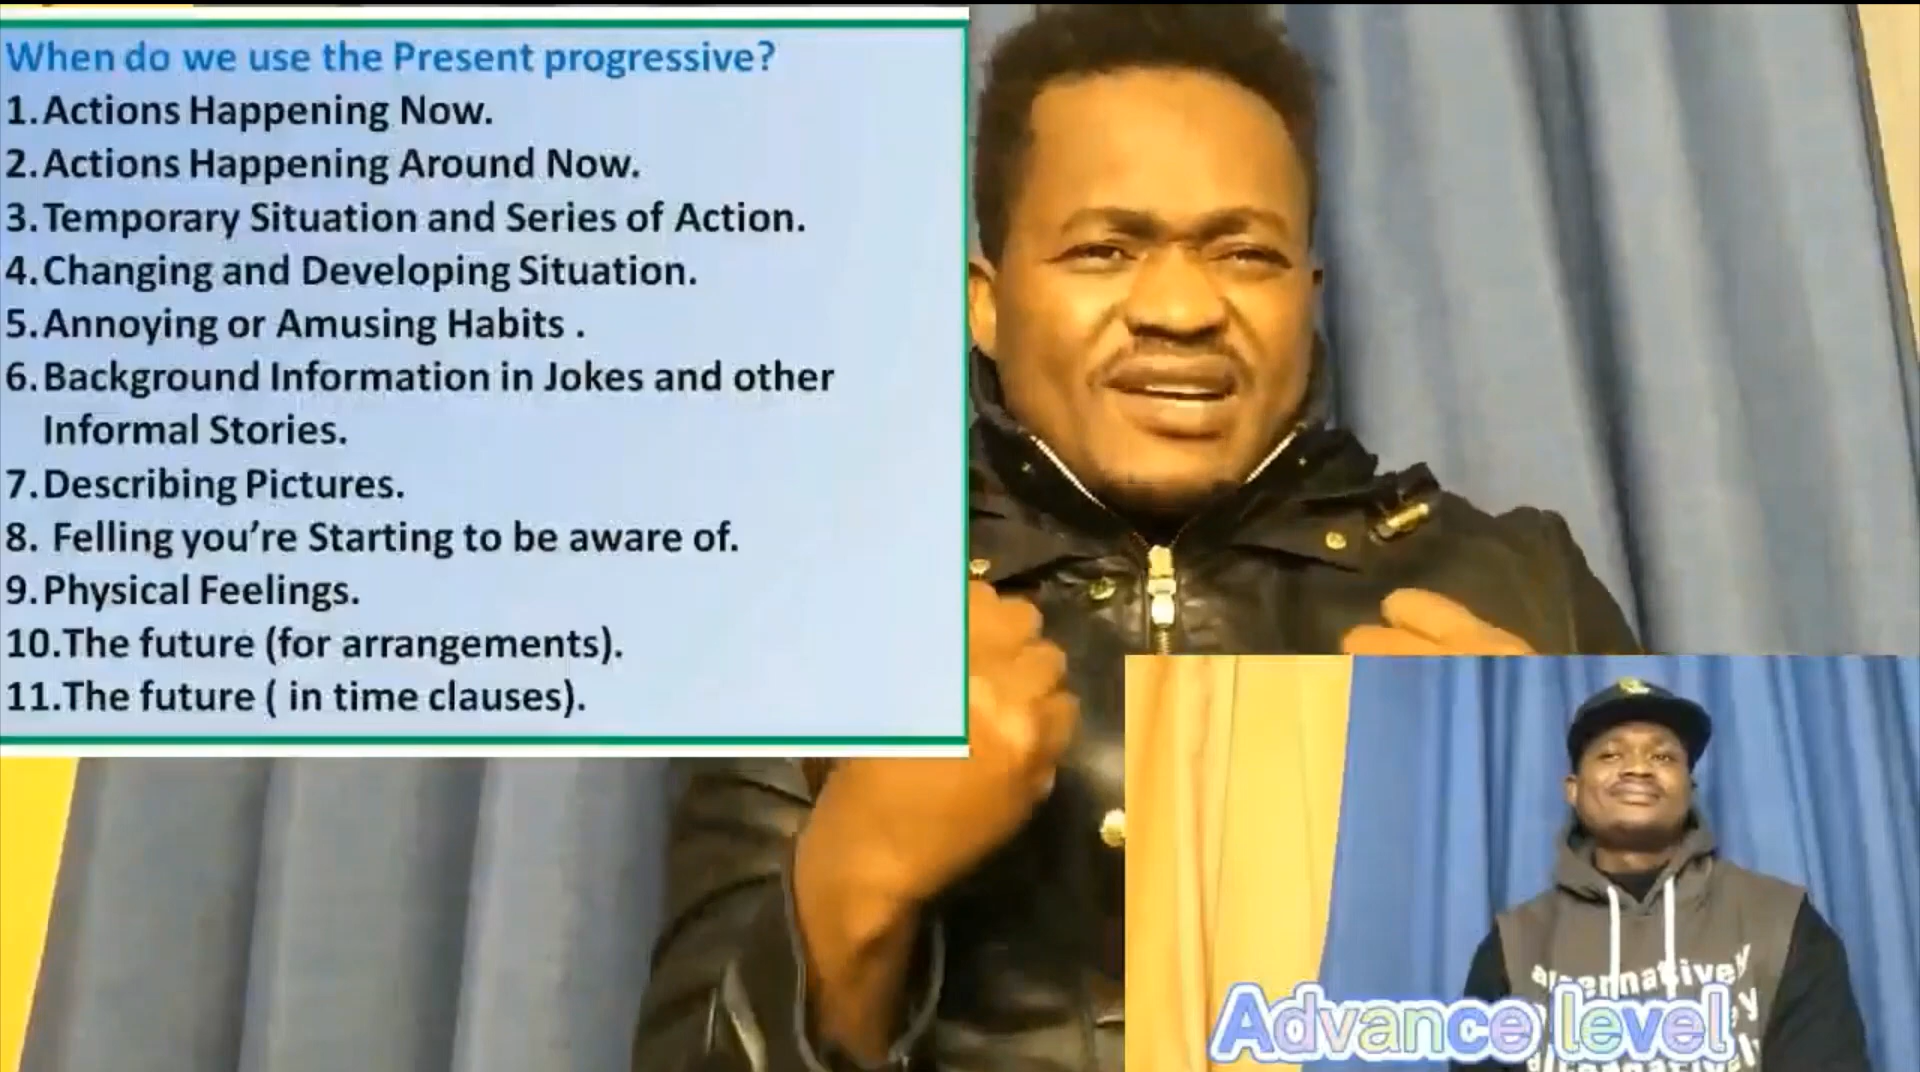 When do we use the Present progressive?
1.Actions Happening Now.
2.Actions Happening Around Now.
3.Temporary Situation and Series of Action.
4.Changing and Developing Situation.
5.Annoying or Amusing Habits .
6.Background Information in Jokes and other
Informal Stories.
7.Describing Pictures.
8. Felling you’re Starting to be aware of.
9.Physical Feelings.
10.The future (for arrangements).
11.The future ( in time clauses).
alternatively
Advance level